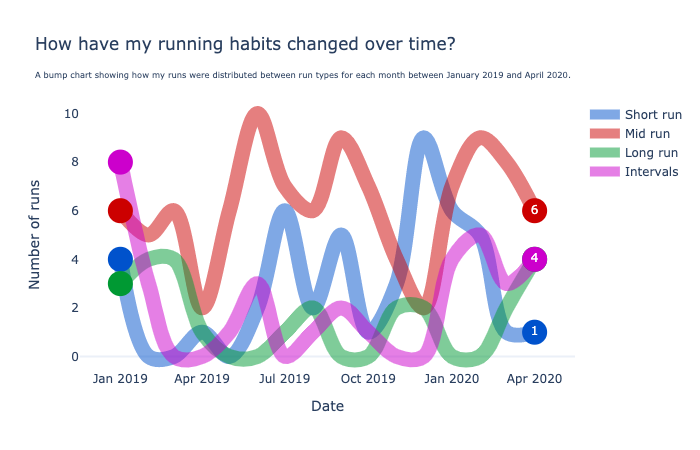 How have my running habits changed over time?
A bump chart showing how my runs were distributed between run types for each month between January 2019 and April 2020.
Short run
Mid run
Long run
Intervals
Number of runs
10
8
6
4
2
0
6
4
1
Jan 2019 Apr 2019 Jul 2019 Oct 2019 Jan 2020 Apr 2020
Date